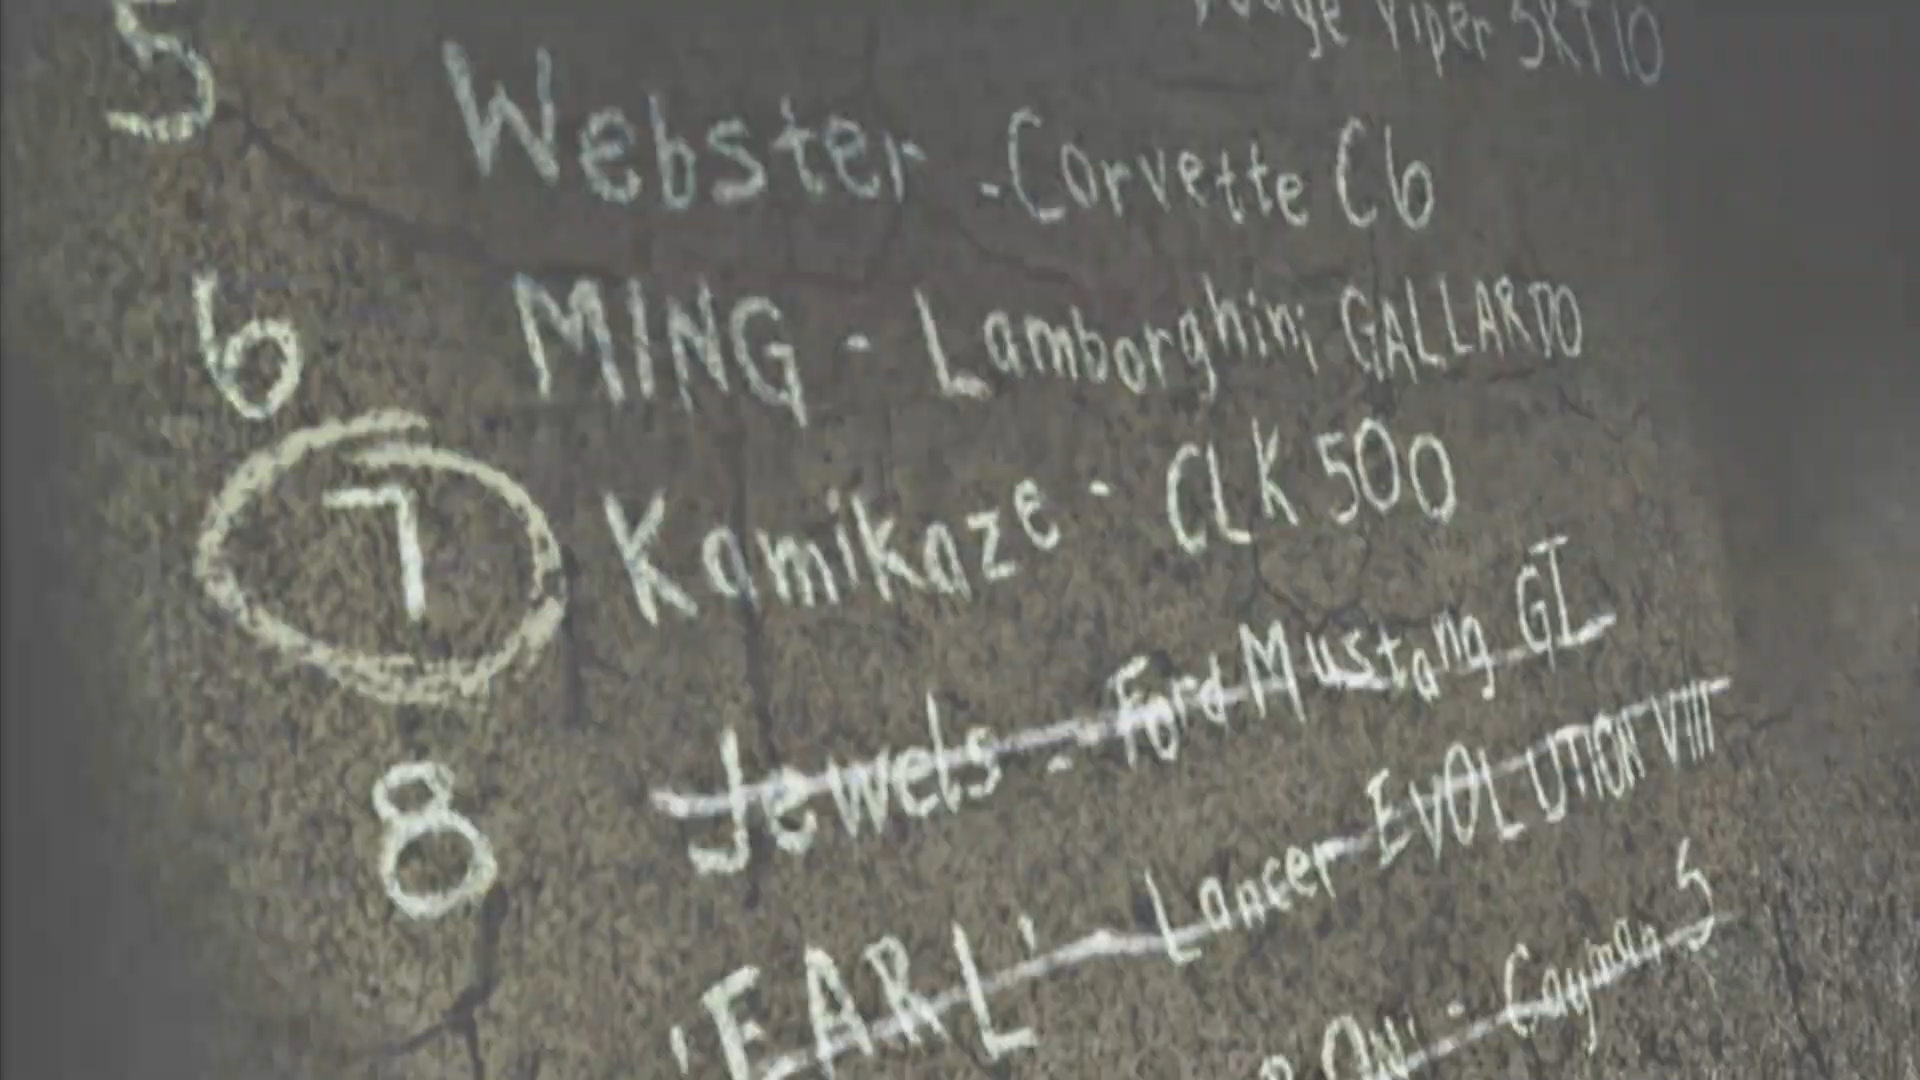 Viper SRT10
5 Webster - Corvette C6
6 MING - Lamborghini GALLARDO
7 Kamikaze - CLK 500
8 Jewels - Ford Mustang GT
'EARL' - Lancer EVOLUTION VIII
Cayman S